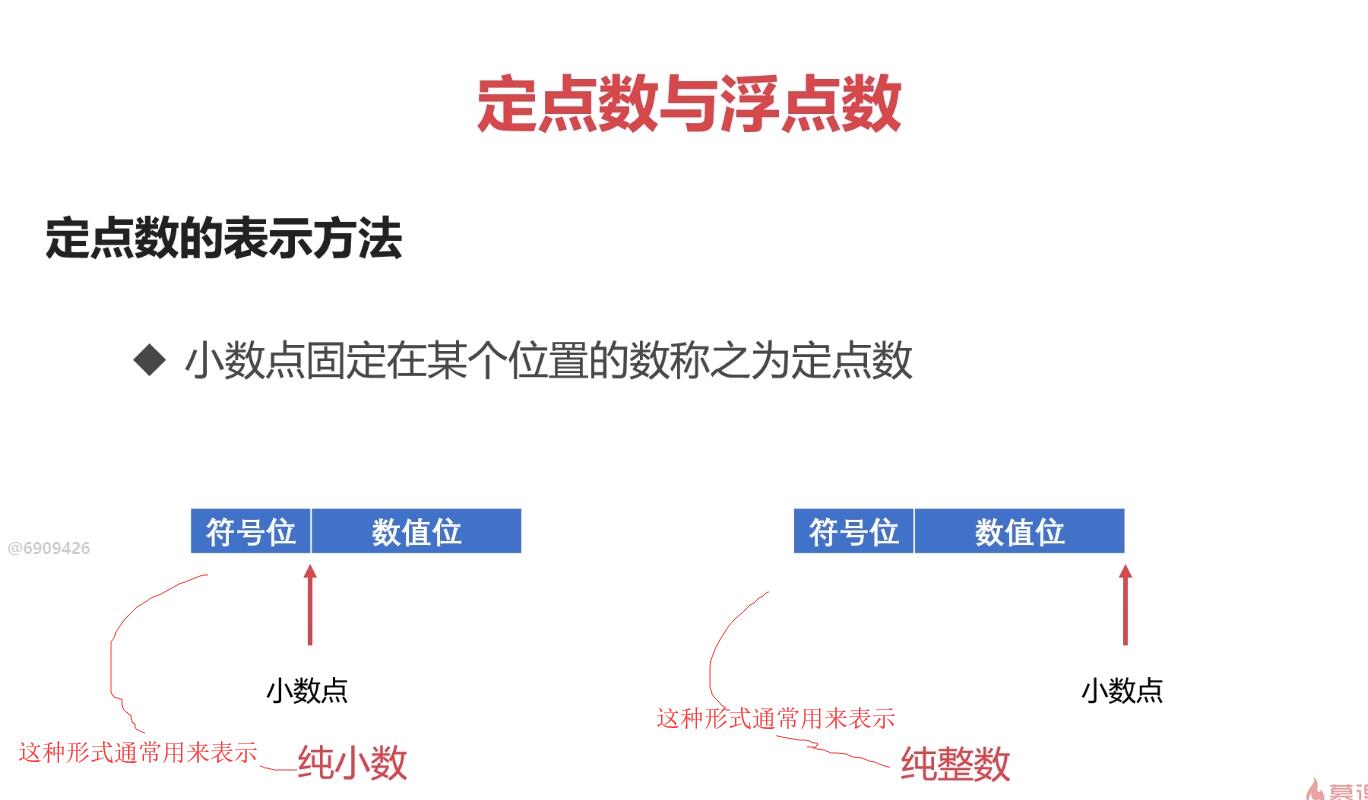 定点数与浮点数
定点数的表示方法
◆ 小数点固定在某个位置的数称之为定点数
符号位 数值位 符号位 数值位
@6909426
小数点 小数点
这种形式通常用来表示 纯小数
这种形式通常用来表示 纯整数